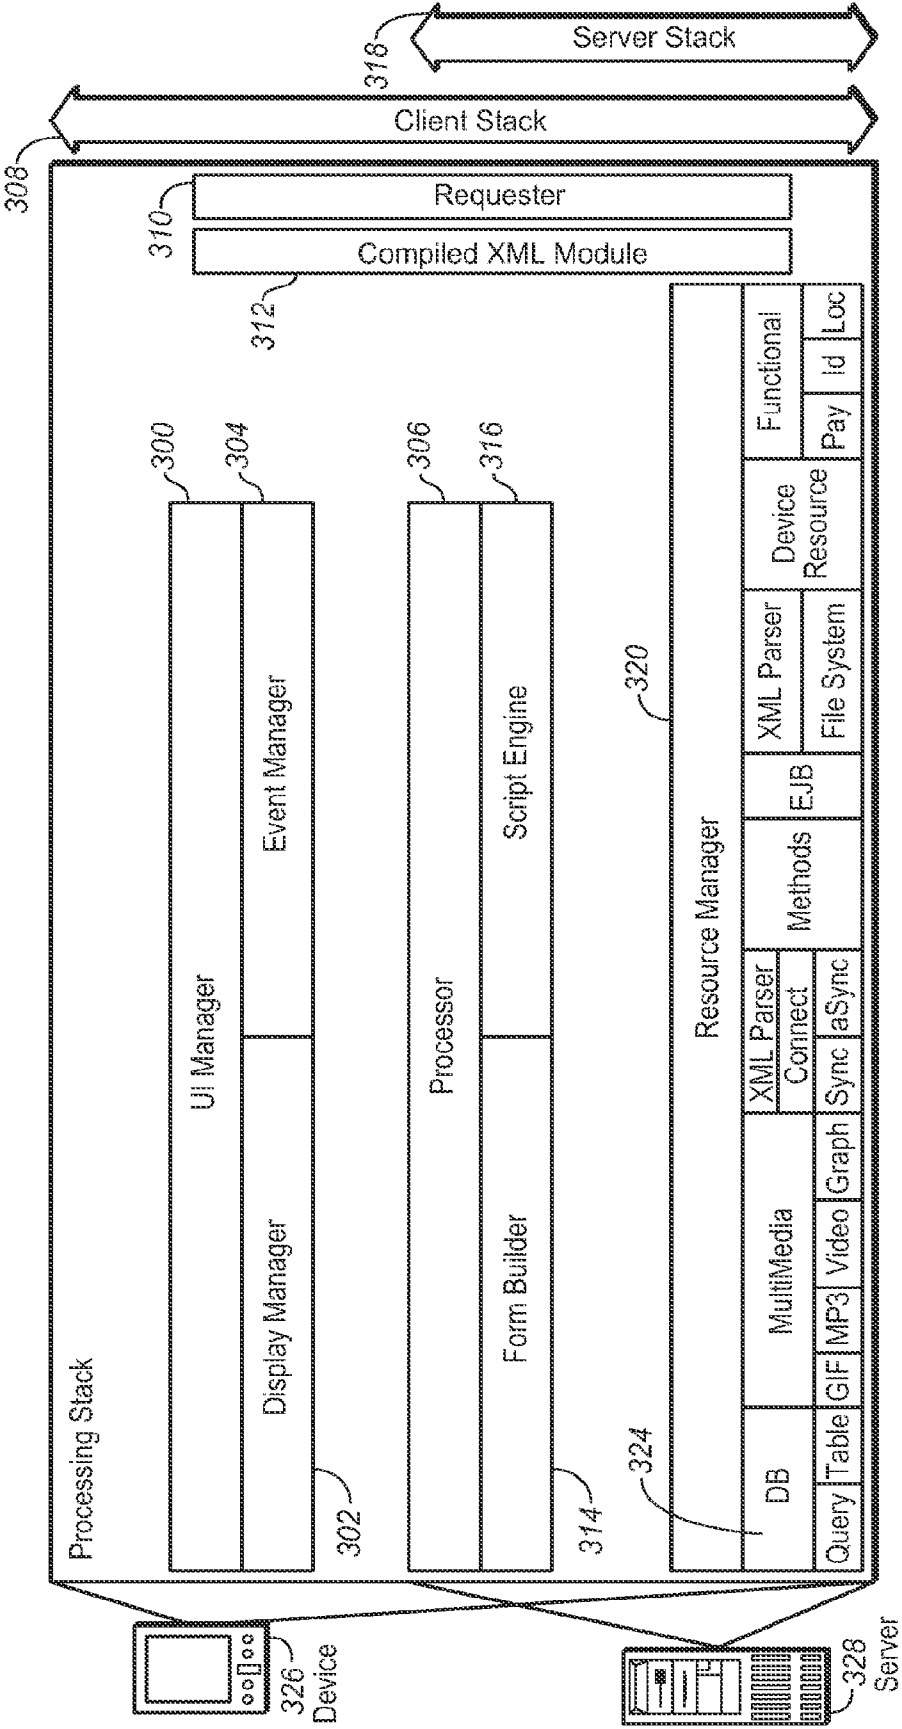 Processing Stack
UI Manager
300
Display Manager
Event Manager
304
302
Processor
306
Form Builder
Script Engine
316
314
324
320
Resource Manager
DB
MultiMedia
XML Parser
Connect
Methods
EJB
XML Parser
File System
Device
Resource
Functional
Query
Table
GIF
MP3
Video
Graph
Sync
aSync
Pay
Id
Loc
310
Requester
312
Compiled XML Module
308
Client Stack
318
Server Stack
326
Device
328
Server